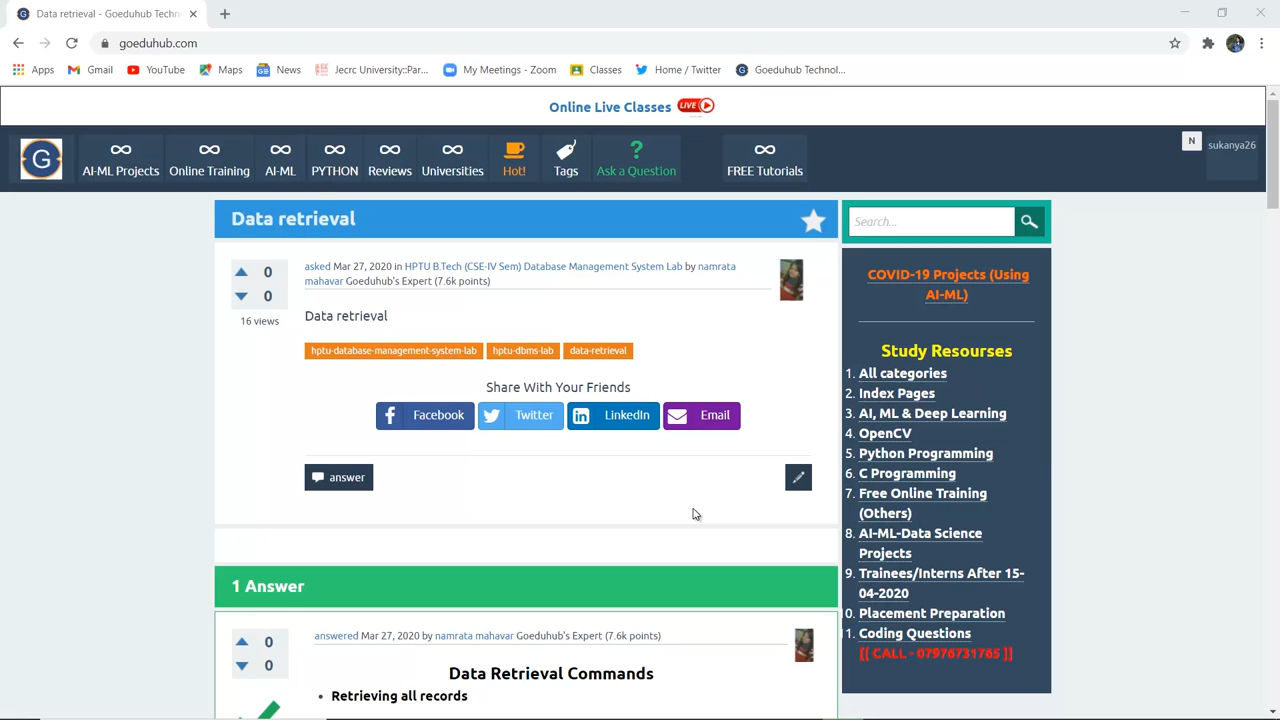 Data retrieval - Goeduhub Techn
goeduhub.com
Apps Gmail YouTube Maps News Jecrc University::Par... My Meetings - Zoom Classes Home / Twitter Goeduhub Technol...
Online Live Classes LIVE
G AI-ML Projects Online Training AI-ML PYTHON Reviews Universities Hot! Tags Ask a Question FREE Tutorials N sukanya26
Data retrieval
0
0
16 views
asked Mar 27, 2020 in HPTU B.Tech (CSE-IV Sem) Database Management System Lab by namrata
mahavar Goeduhub's Expert (7.6k points)
Data retrieval
hptu-database-management-system-lab hptu-dbms-lab data-retrieval
Share With Your Friends
Facebook Twitter LinkedIn Email
answer
1 Answer
0
0
answered Mar 27, 2020 by namrata mahavar Goeduhub's Expert (7.6k points)
Data Retrieval Commands
• Retrieving all records
Search...
COVID-19 Projects (Using
AI-ML)
Study Resourses
1. All categories
2. Index Pages
3. AI, ML & Deep Learning
4. OpenCV
5. Python Programming
6. C Programming
7. Free Online Training
(Others)
8. AI-ML-Data Science
Projects
9. Trainees/Interns After 15-
04-2020
10. Placement Preparation
11. Coding Questions
[[ CALL - 07976731765 ]]